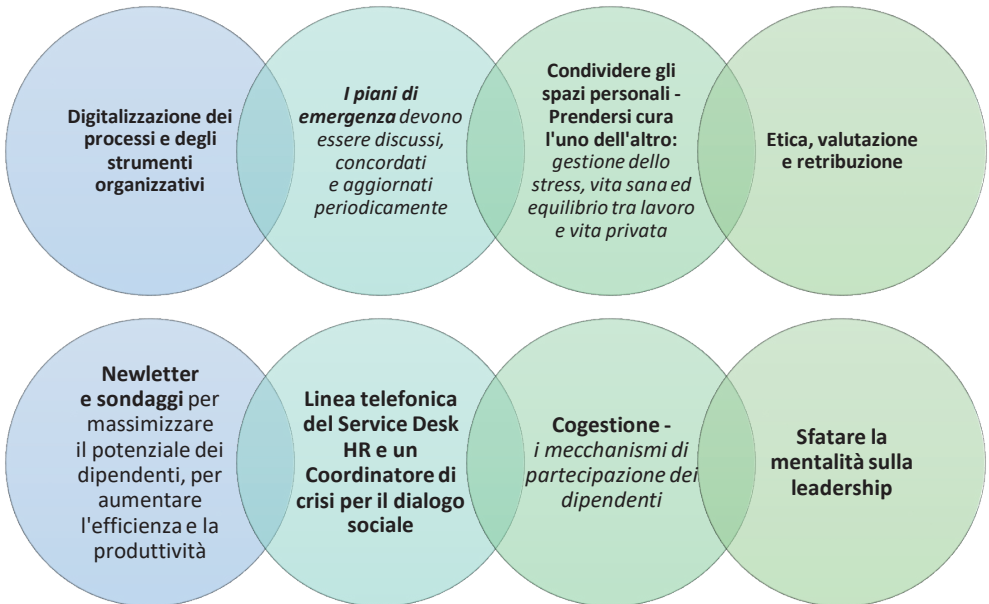 Digitalizzazione dei
processi e degli
strumenti
organizzativi
I piani di
emergenza devono
essere discussi,
concordati
e aggiornati
periodicamente
Condividere gli
spazi personali -
Prendersi cura
l'uno dell'altro:
gestione dello
stress, vita sana ed
equilibrio tra lavoro
e vita privata
Etica, valutazione
e retribuzione
Newletter
e sondaggi per
massimizzare
il potenziale dei
dipendenti, per
aumentare
l'efficienza e la
produttività
Linea telefonica
del Service Desk
HR e un
Coordinatore di
crisi per il dialogo
sociale
Cogestione -
i mecchanismi di
partecipazione dei
dipendenti
Sfatare la
mentalità sulla
leadership